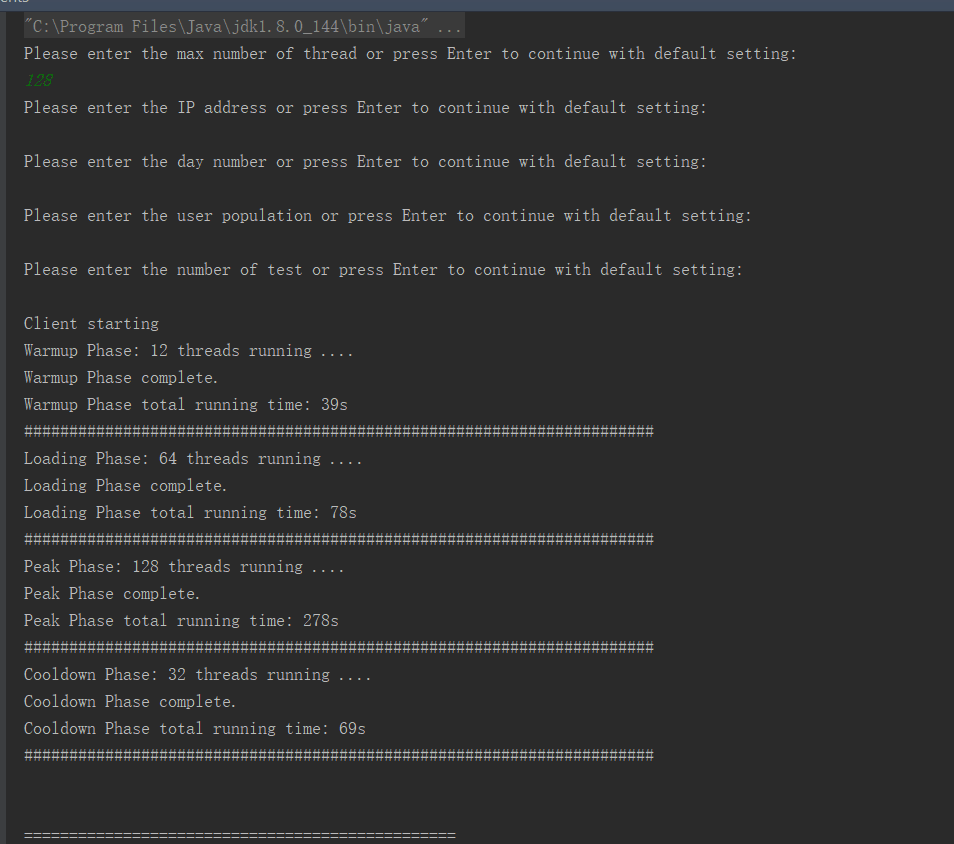 "C:\Program Files\Java\jdk1.8.0_144\bin\java" ...
Please enter the max number of thread or press Enter to continue with default setting:
128
Please enter the IP address or press Enter to continue with default setting:
Please enter the day number or press Enter to continue with default setting:
Please enter the user population or press Enter to continue with default setting:
Please enter the number of test or press Enter to continue with default setting:
Client starting
Warmup Phase: 12 threads running ....
Warmup Phase complete.
Warmup Phase total running time: 39s
######################################################################
Loading Phase: 64 threads running ....
Loading Phase complete.
Loading Phase total running time: 78s
######################################################################
Peak Phase: 128 threads running ....
Peak Phase complete.
Peak Phase total running time: 278s
######################################################################
Cooldown Phase: 32 threads running ....
Cooldown Phase complete.
Cooldown Phase total running time: 69s
######################################################################
================================================